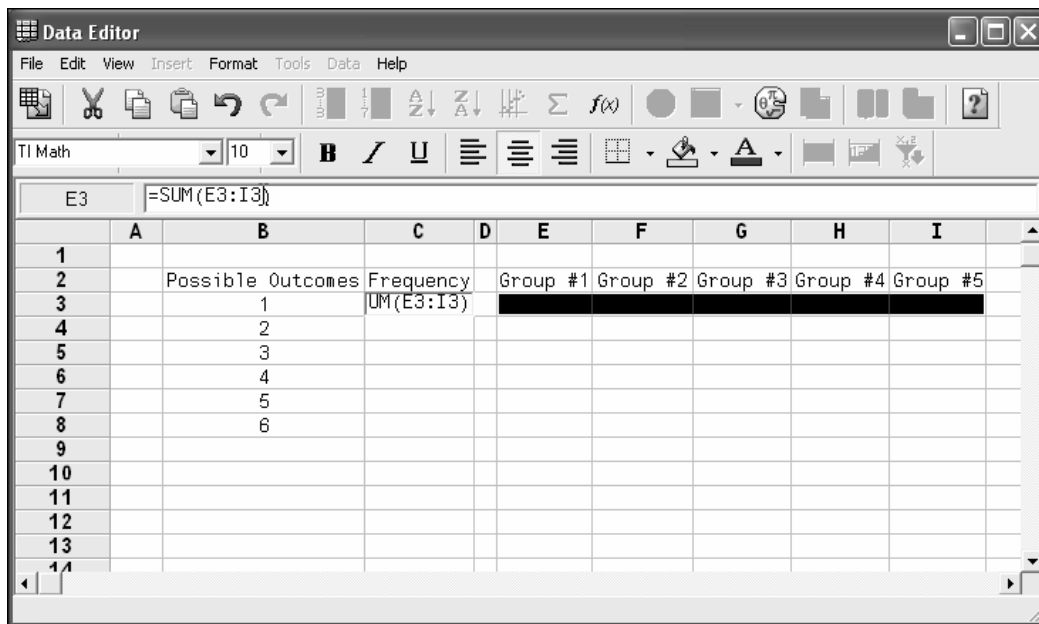 Data Editor
File Edit View Insert Format Tools Data Help
TI Math 10 B I U A
E3 =SUM(E3:I3)
A B C D E F G H I
1
2 Possible Outcomes Frequency Group #1 Group #2 Group #3 Group #4 Group #5
3 1 UM(E3:I3)
4 2
5 3
6 4
7 5
8 6
9
10
11
12
13
14